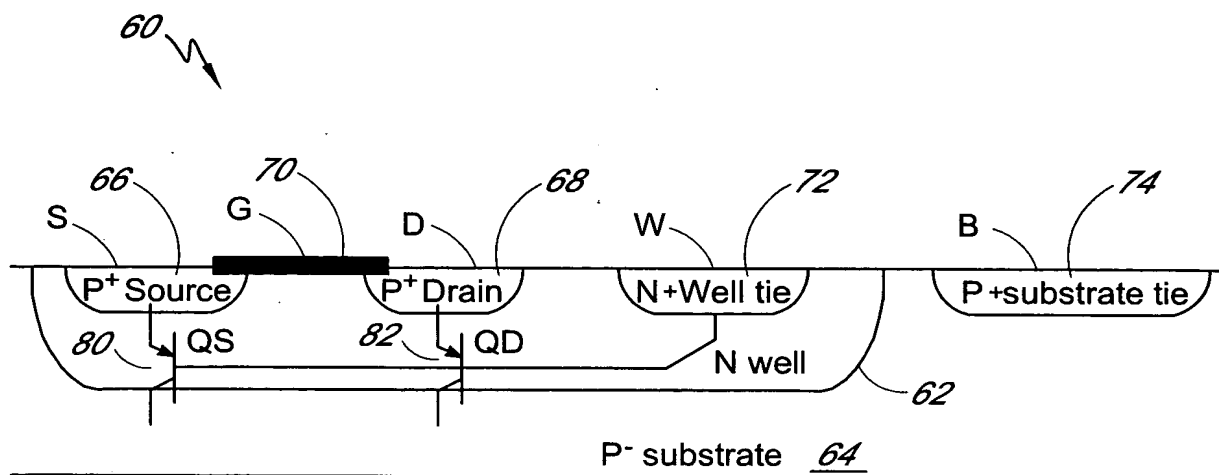 60
66
70
68
72
74
S
G
D
W
B
P+ Source
P+ Drain
N+Well tie
P+substrate tie
80
QS
82
QD
N well
62
P- substrate 64